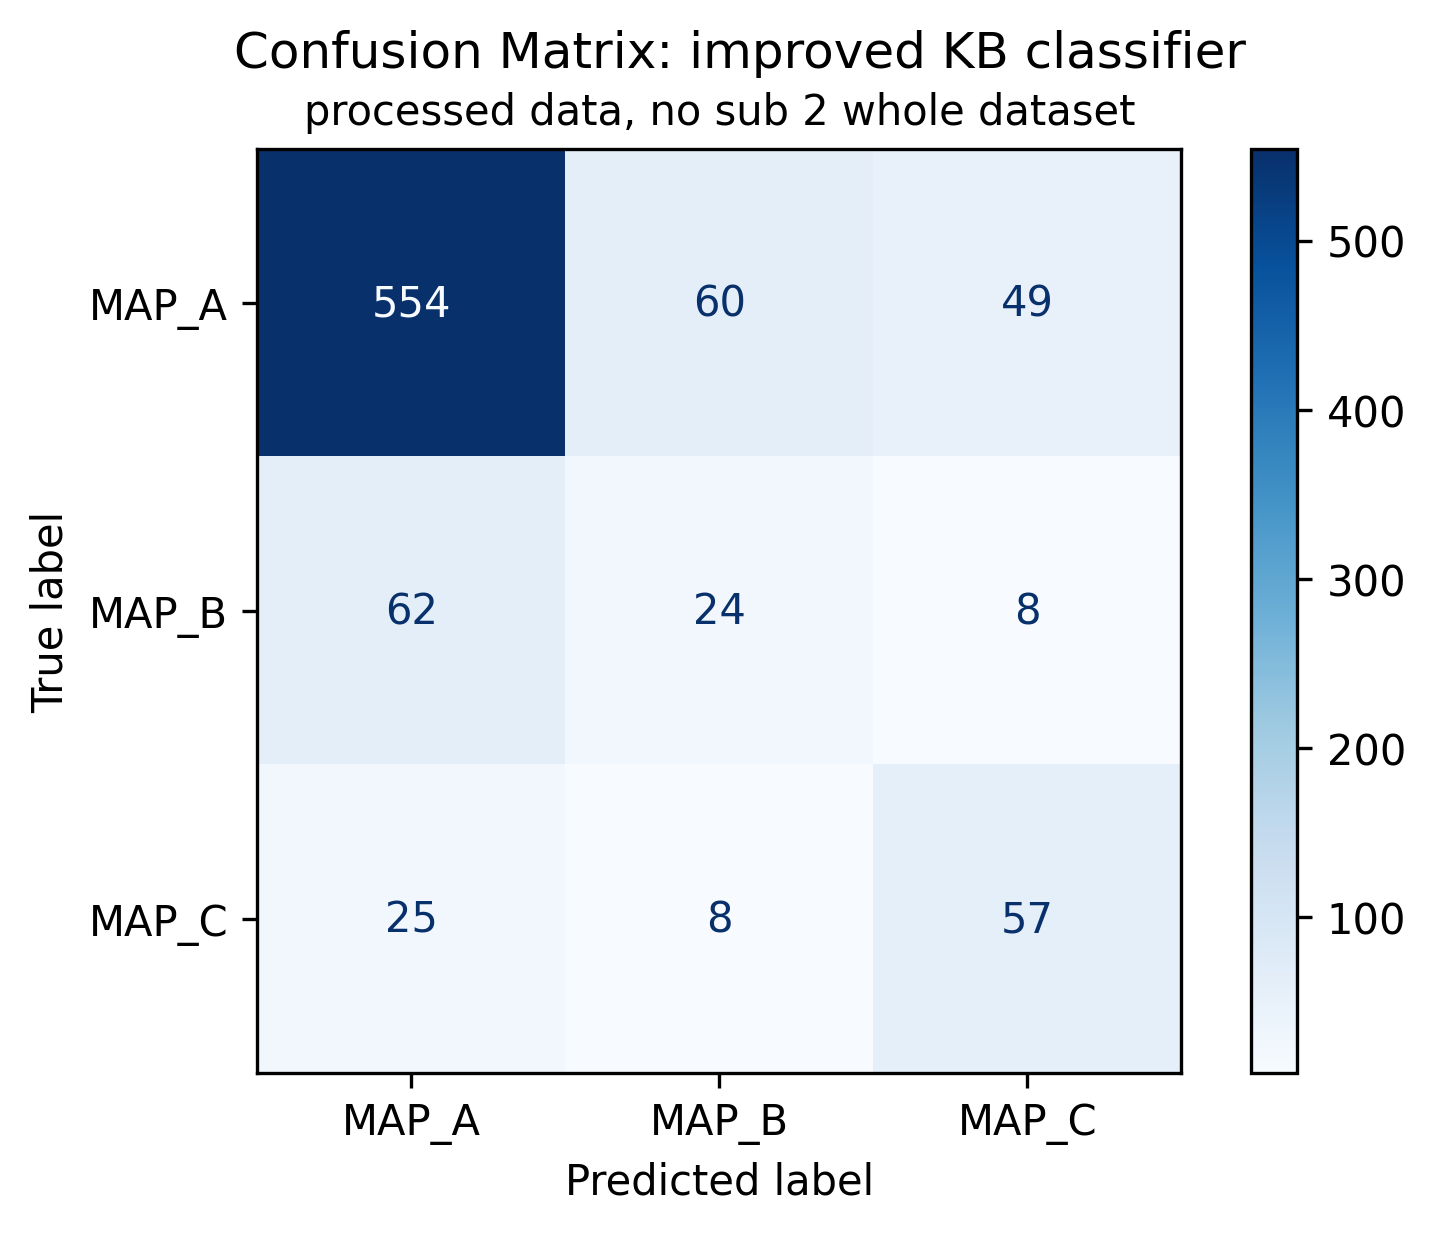 Confusion Matrix: improved KB classifier
processed data, no sub 2 whole dataset
MAP_A
554
60
49
MAP_B
62
24
8
MAP_C
25
8
57
True label
MAP_A
MAP_B
MAP_C
Predicted label
500
400
300
200
100